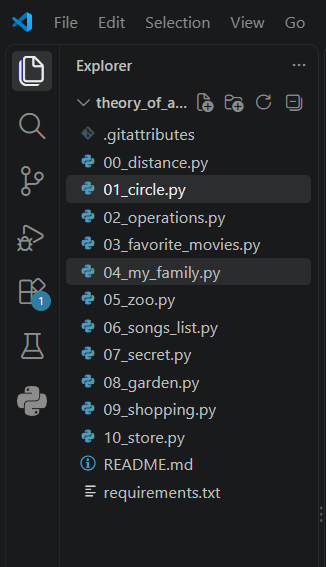 File Edit Selection View Go
Explorer
theory_of_a...
.gitattributes
00_distance.py
01_circle.py
02_operations.py
03_favorite_movies.py
04_my_family.py
05_zoo.py
06_songs_list.py
07_secret.py
08_garden.py
09_shopping.py
10_store.py
README.md
requirements.txt
1